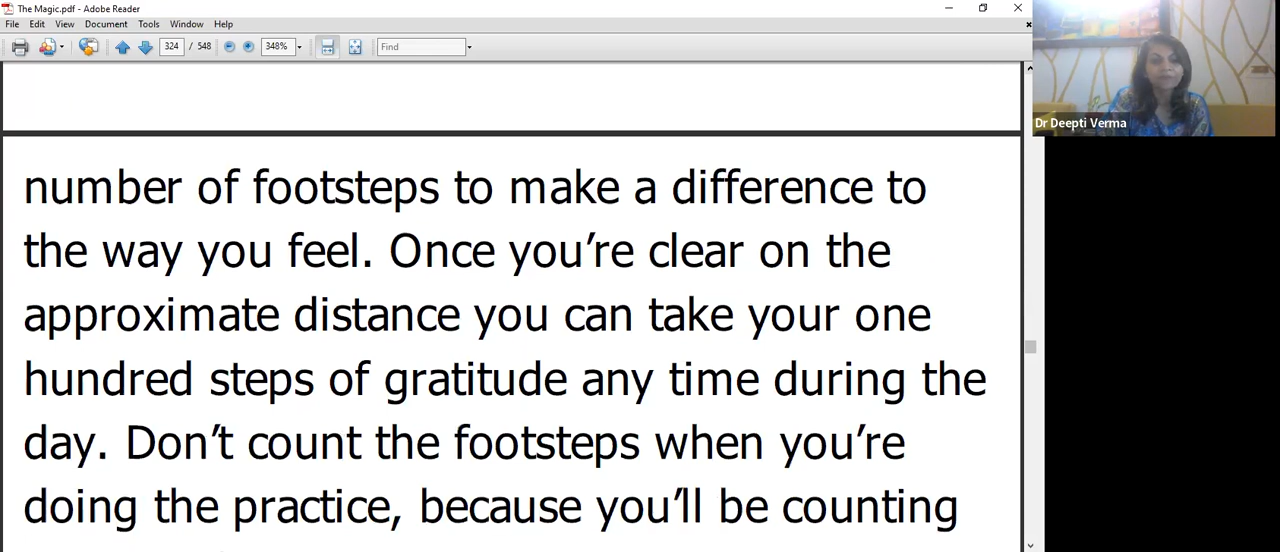 The Magic.pdf - Adobe Reader
File Edit View Document Tools Window Help
324 / 548 348% Find
Dr Deepti Verma
number of footsteps to make a difference to
the way you feel. Once you’re clear on the
approximate distance you can take your one
hundred steps of gratitude any time during the
day. Don’t count the footsteps when you’re
doing the practice, because you’ll be counting